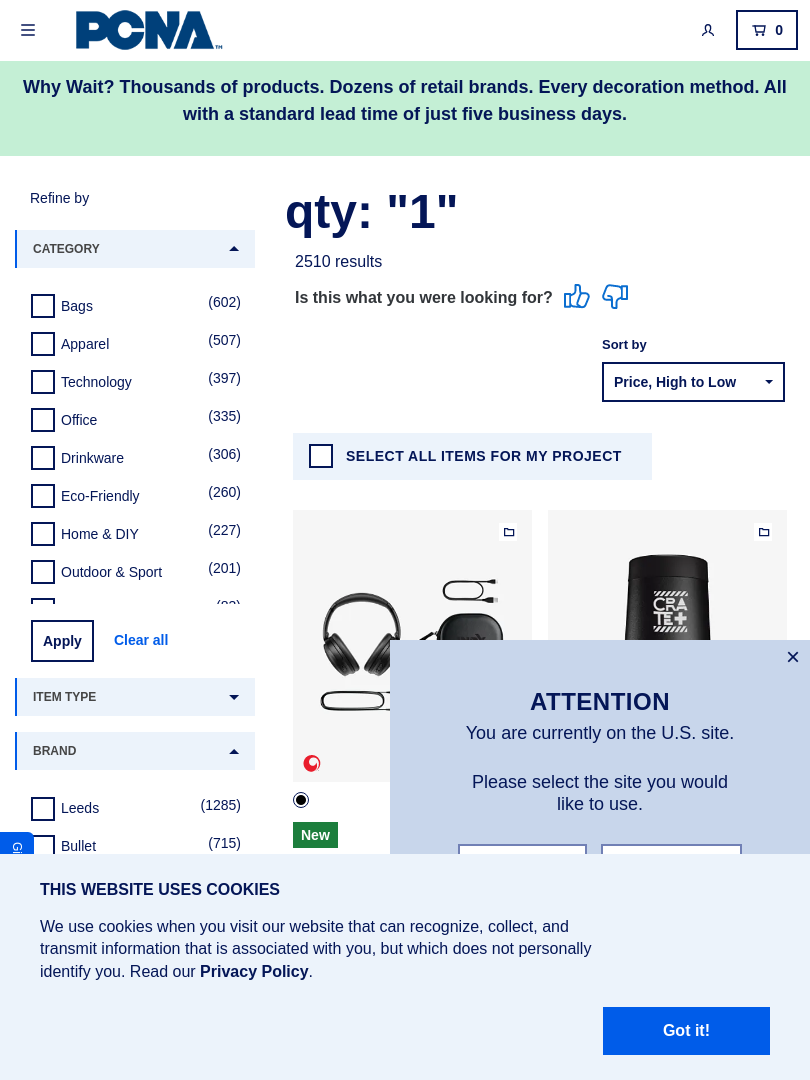 PCNA™
0
Why Wait? Thousands of products. Dozens of retail brands. Every decoration method. All
with a standard lead time of just five business days.
Refine by
qty: "1"
2510 results
Is this what you were looking for?
Sort by
Price, High to Low
CATEGORY
Bags (602)
Apparel (507)
Technology (397)
Office (335)
Drinkware (306)
Eco-Friendly (260)
Home & DIY (227)
Outdoor & Sport (201)
Apply
Clear all
ITEM TYPE
BRAND
Leeds (1285)
Bullet (715)
SELECT ALL ITEMS FOR MY PROJECT
CRATE+
New
ATTENTION
You are currently on the U.S. site.
Please select the site you would
like to use.
THIS WEBSITE USES COOKIES
We use cookies when you visit our website that can recognize, collect, and
transmit information that is associated with you, but which does not personally
identify you. Read our Privacy Policy.
Got it!